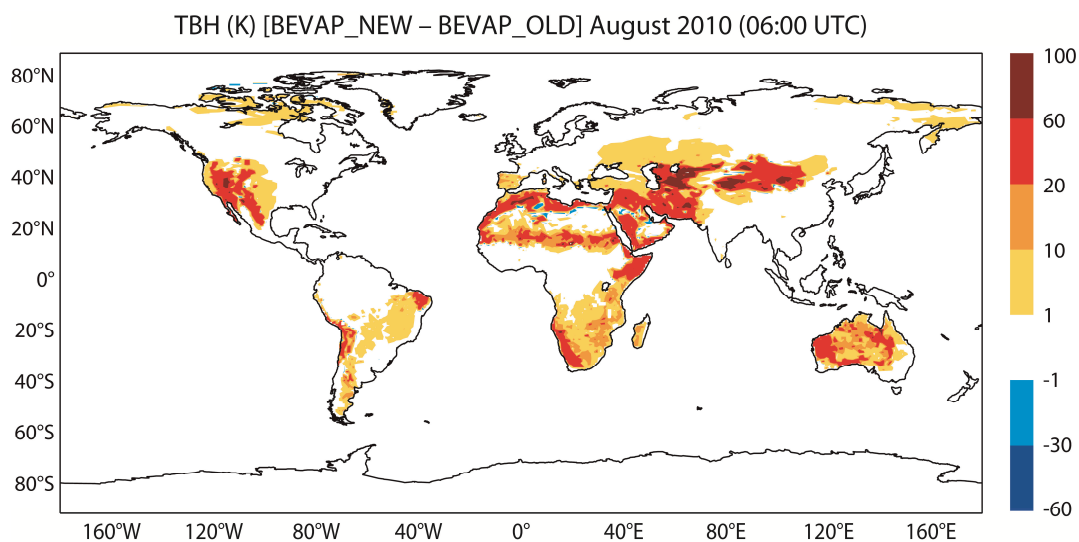 TBH (K) [BEVAP_NEW – BEVAP_OLD] August 2010 (06:00 UTC)
80°N
60°N
40°N
20°N
0°
20°S
40°S
60°S
80°S
160°W 120°W 80°W 40°W 0° 40°E 80°E 120°E 160°E
100
60
20
10
1
-1
-30
-60